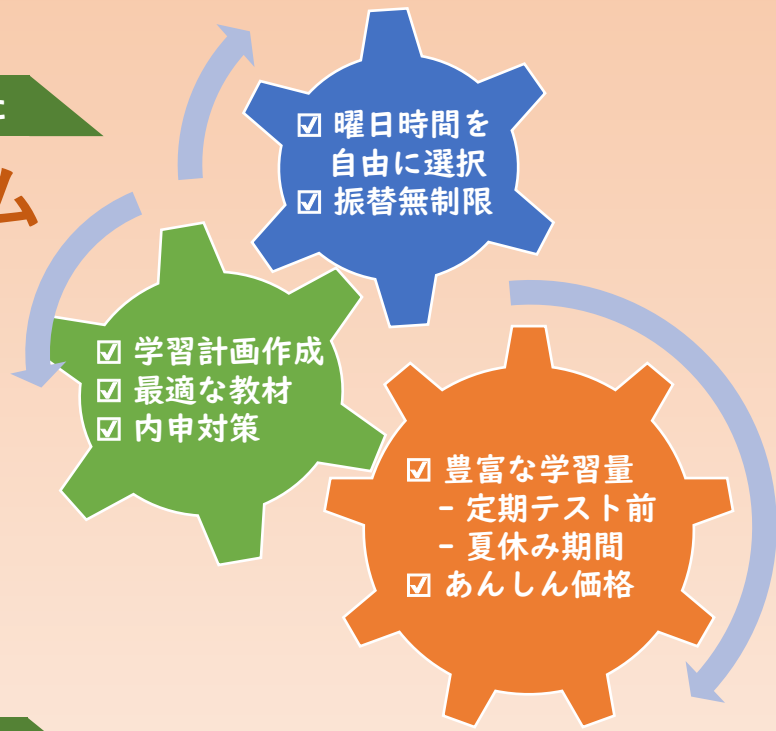 ム
☑ 曜日時間を
自由に選択
☑ 振替無制限
☑ 学習計画作成
☑ 最適な教材
☑ 内申対策
☑ 豊富な学習量
- 定期テスト前
- 夏休み期間
☑ あんしん価格